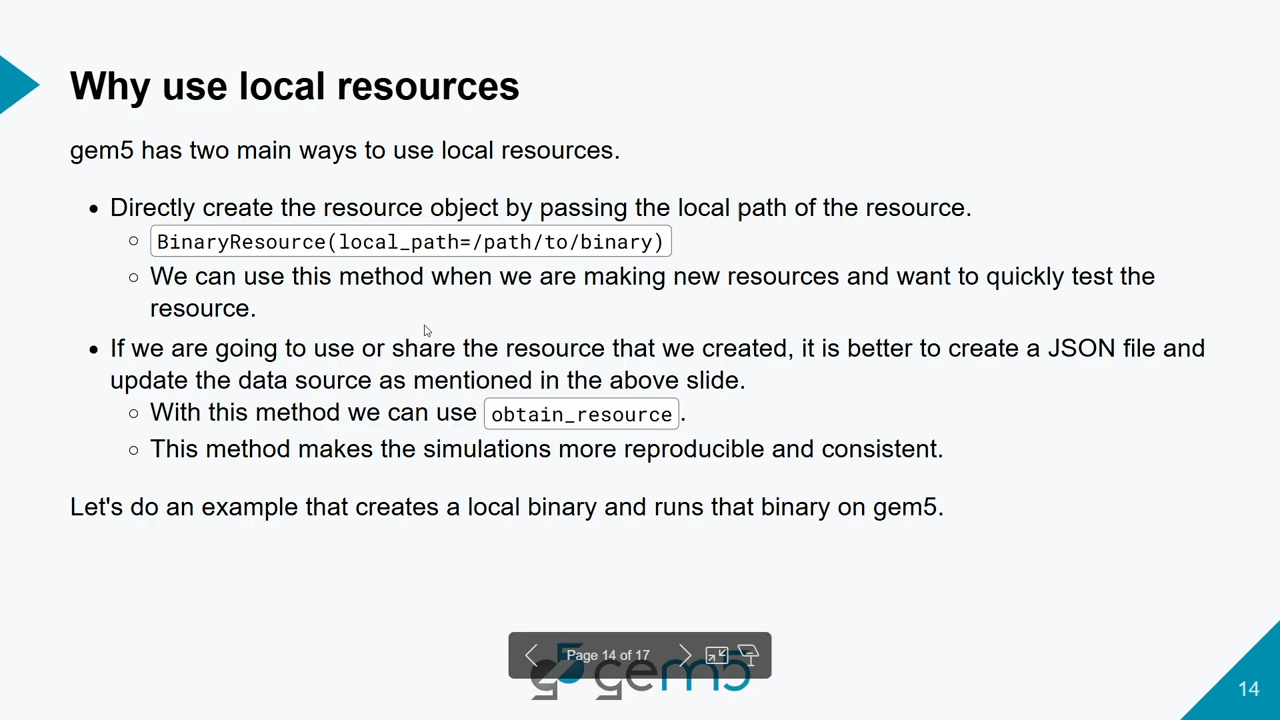 Why use local resources
gem5 has two main ways to use local resources.
• Directly create the resource object by passing the local path of the resource.
○ BinaryResource(local_path=/path/to/binary)
○ We can use this method when we are making new resources and want to quickly test the
resource.
• If we are going to use or share the resource that we created, it is better to create a JSON file and
update the data source as mentioned in the above slide.
○ With this method we can use obtain_resource.
○ This method makes the simulations more reproducible and consistent.
Let's do an example that creates a local binary and runs that binary on gem5.
Page 14 of 17
gem5
14